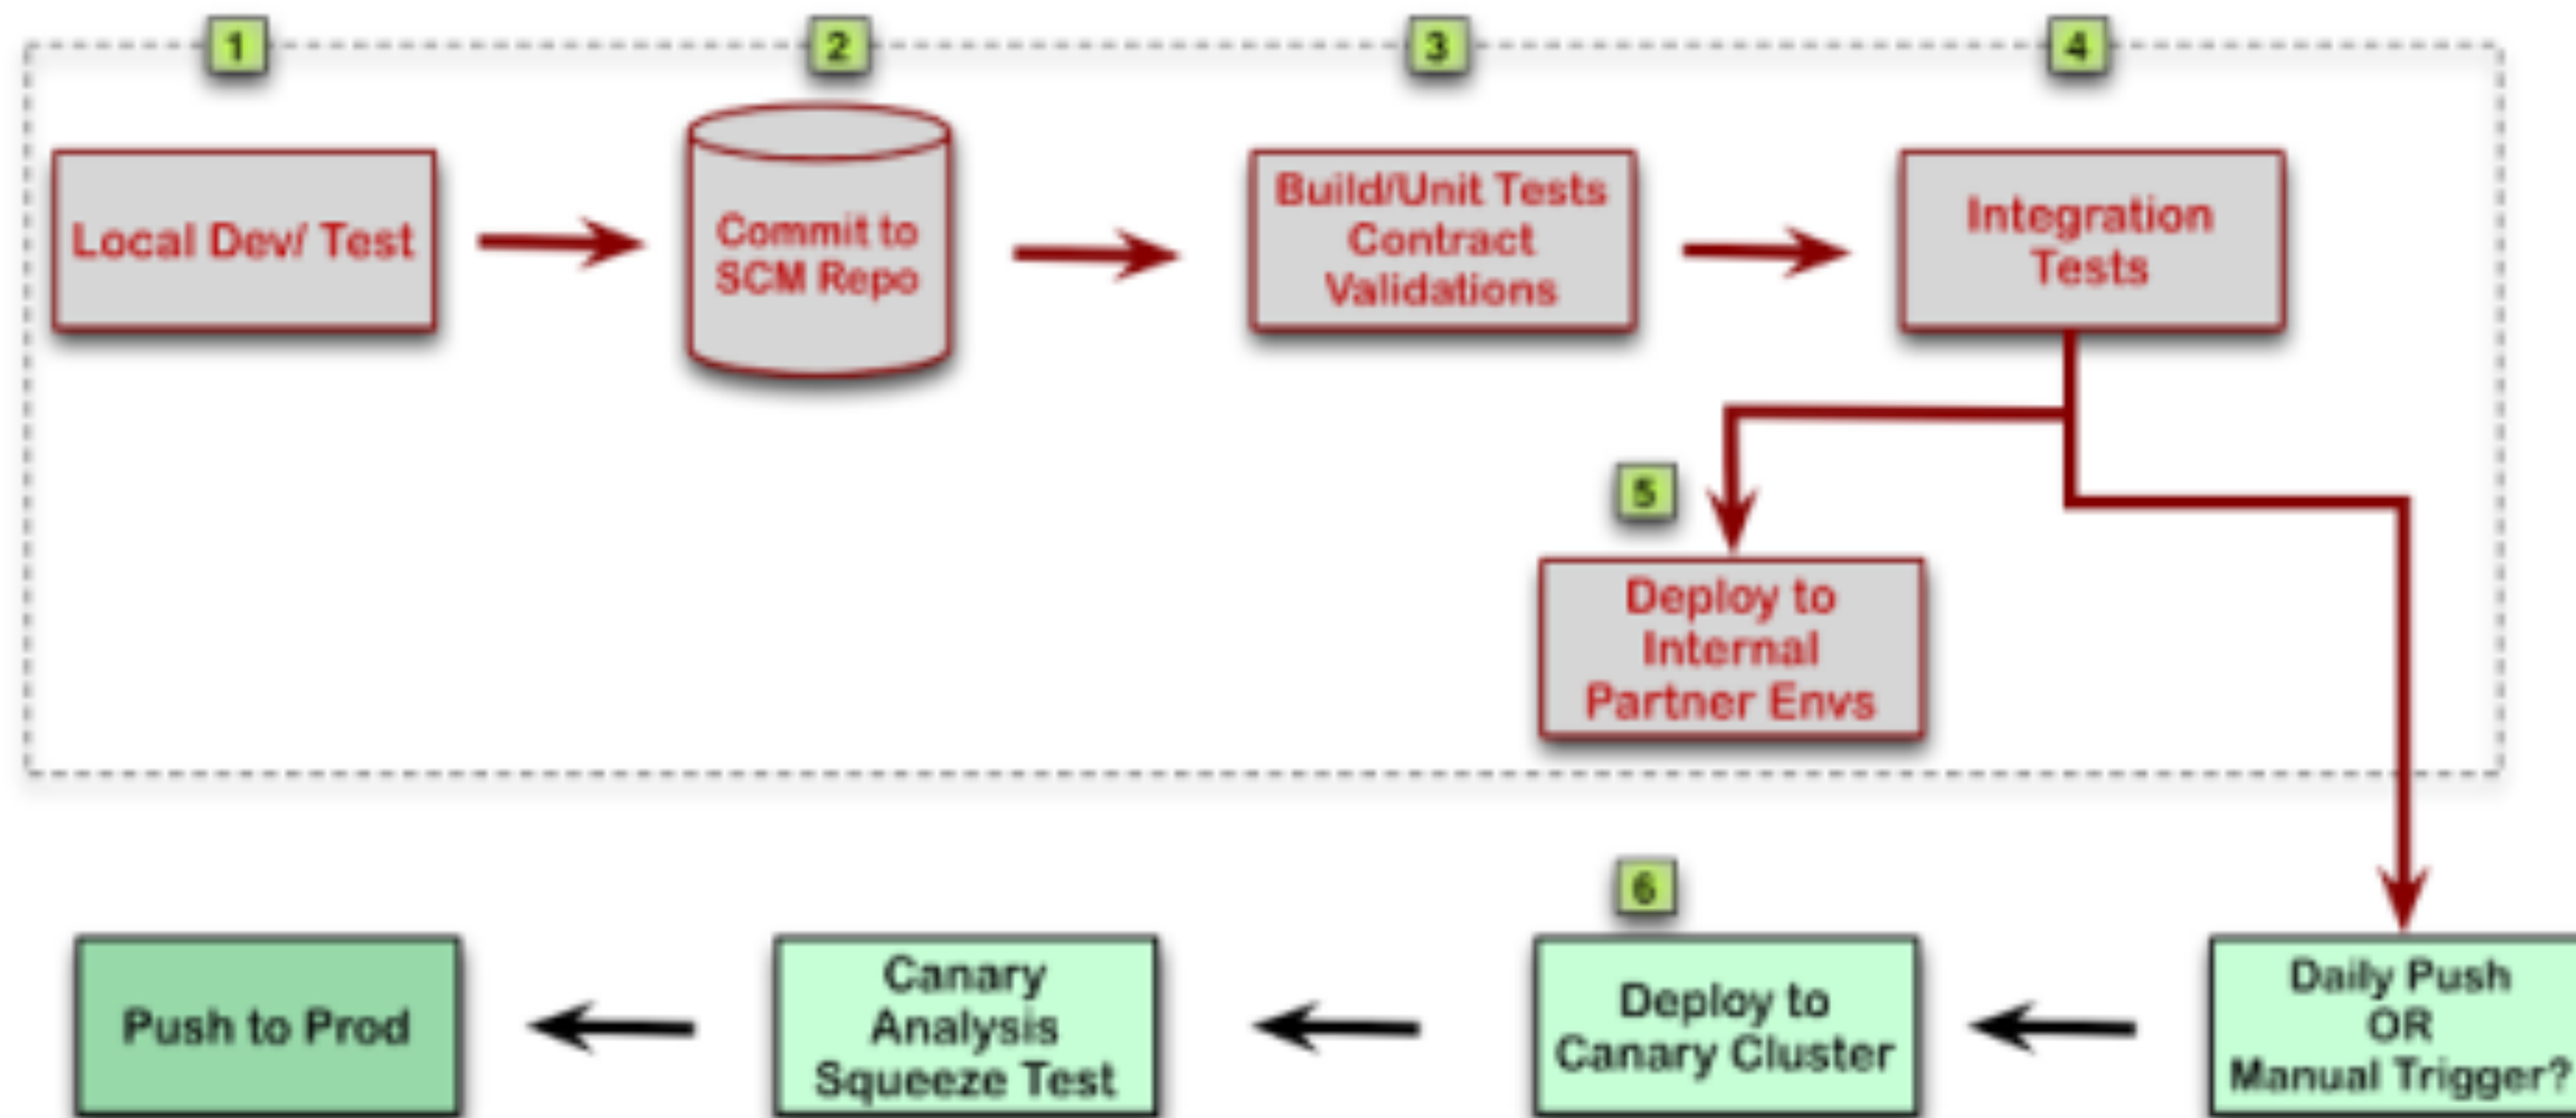 1
2
3
4
Local Dev/ Test
Commit to
SCM Repo
Build/Unit Tests
Contract
Validations
Integration
Tests
5
Deploy to
Internal
Partner Envs
6
Push to Prod
Canary
Analysis
Squeeze Test
Deploy to
Canary Cluster
Daily Push
OR
Manual Trigger?